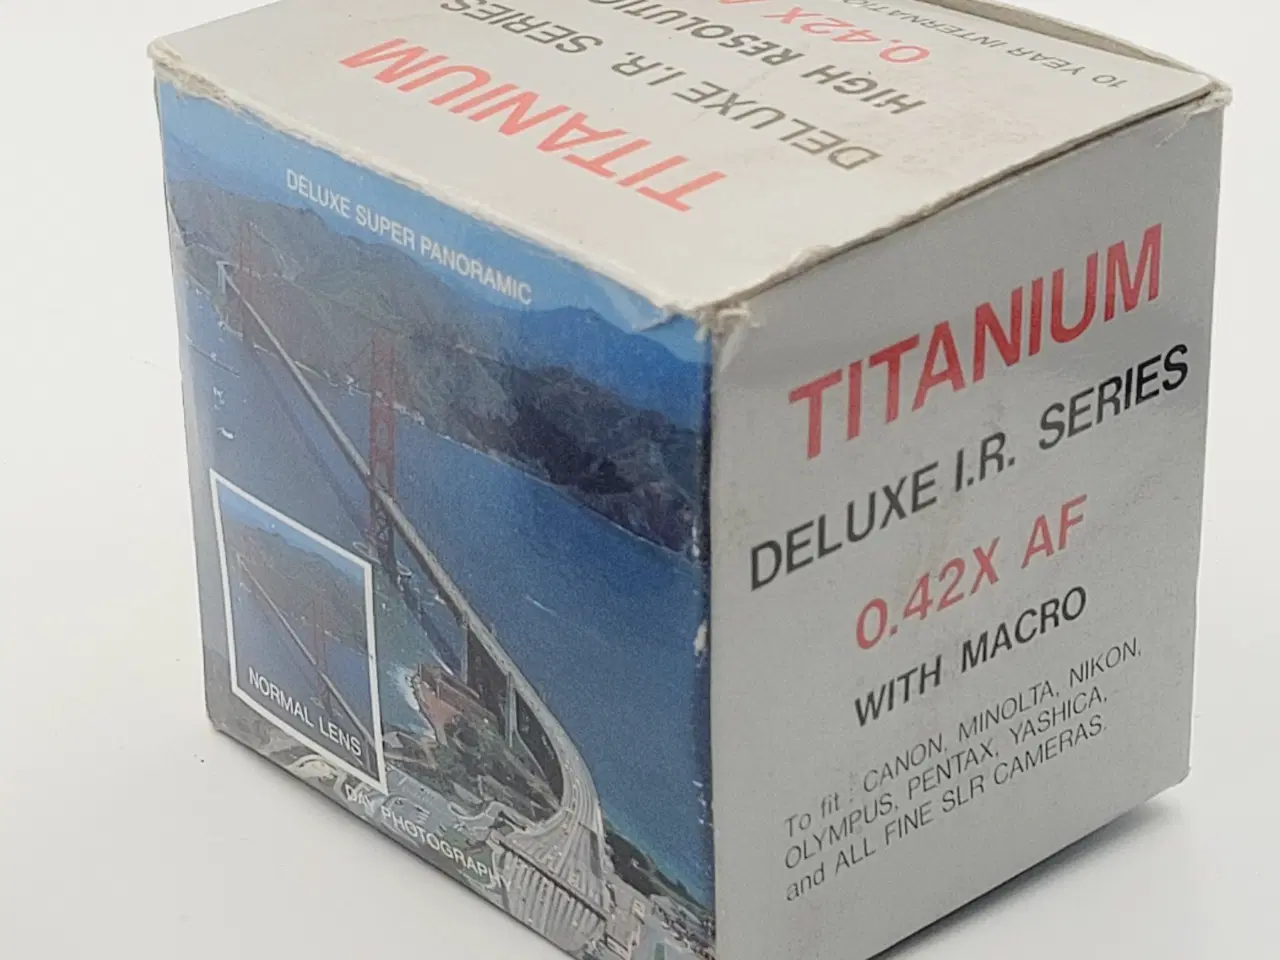 TITANIUM
DELUXE I.R. SERIES
HIGH RESOLUTIO
0.42X A
10 YEAR INTERNATIO
DELUXE SUPER PANORAMIC
NORMAL LENS
DAY PHOTOGRAPHY
TITANIUM
DELUXE I.R. SERIES
0.42X AF
WITH MACRO
To fit : CANON, MINOLTA, NIKON,
OLYMPUS, PENTAX, YASHICA,
and ALL FINE SLR CAMERAS.